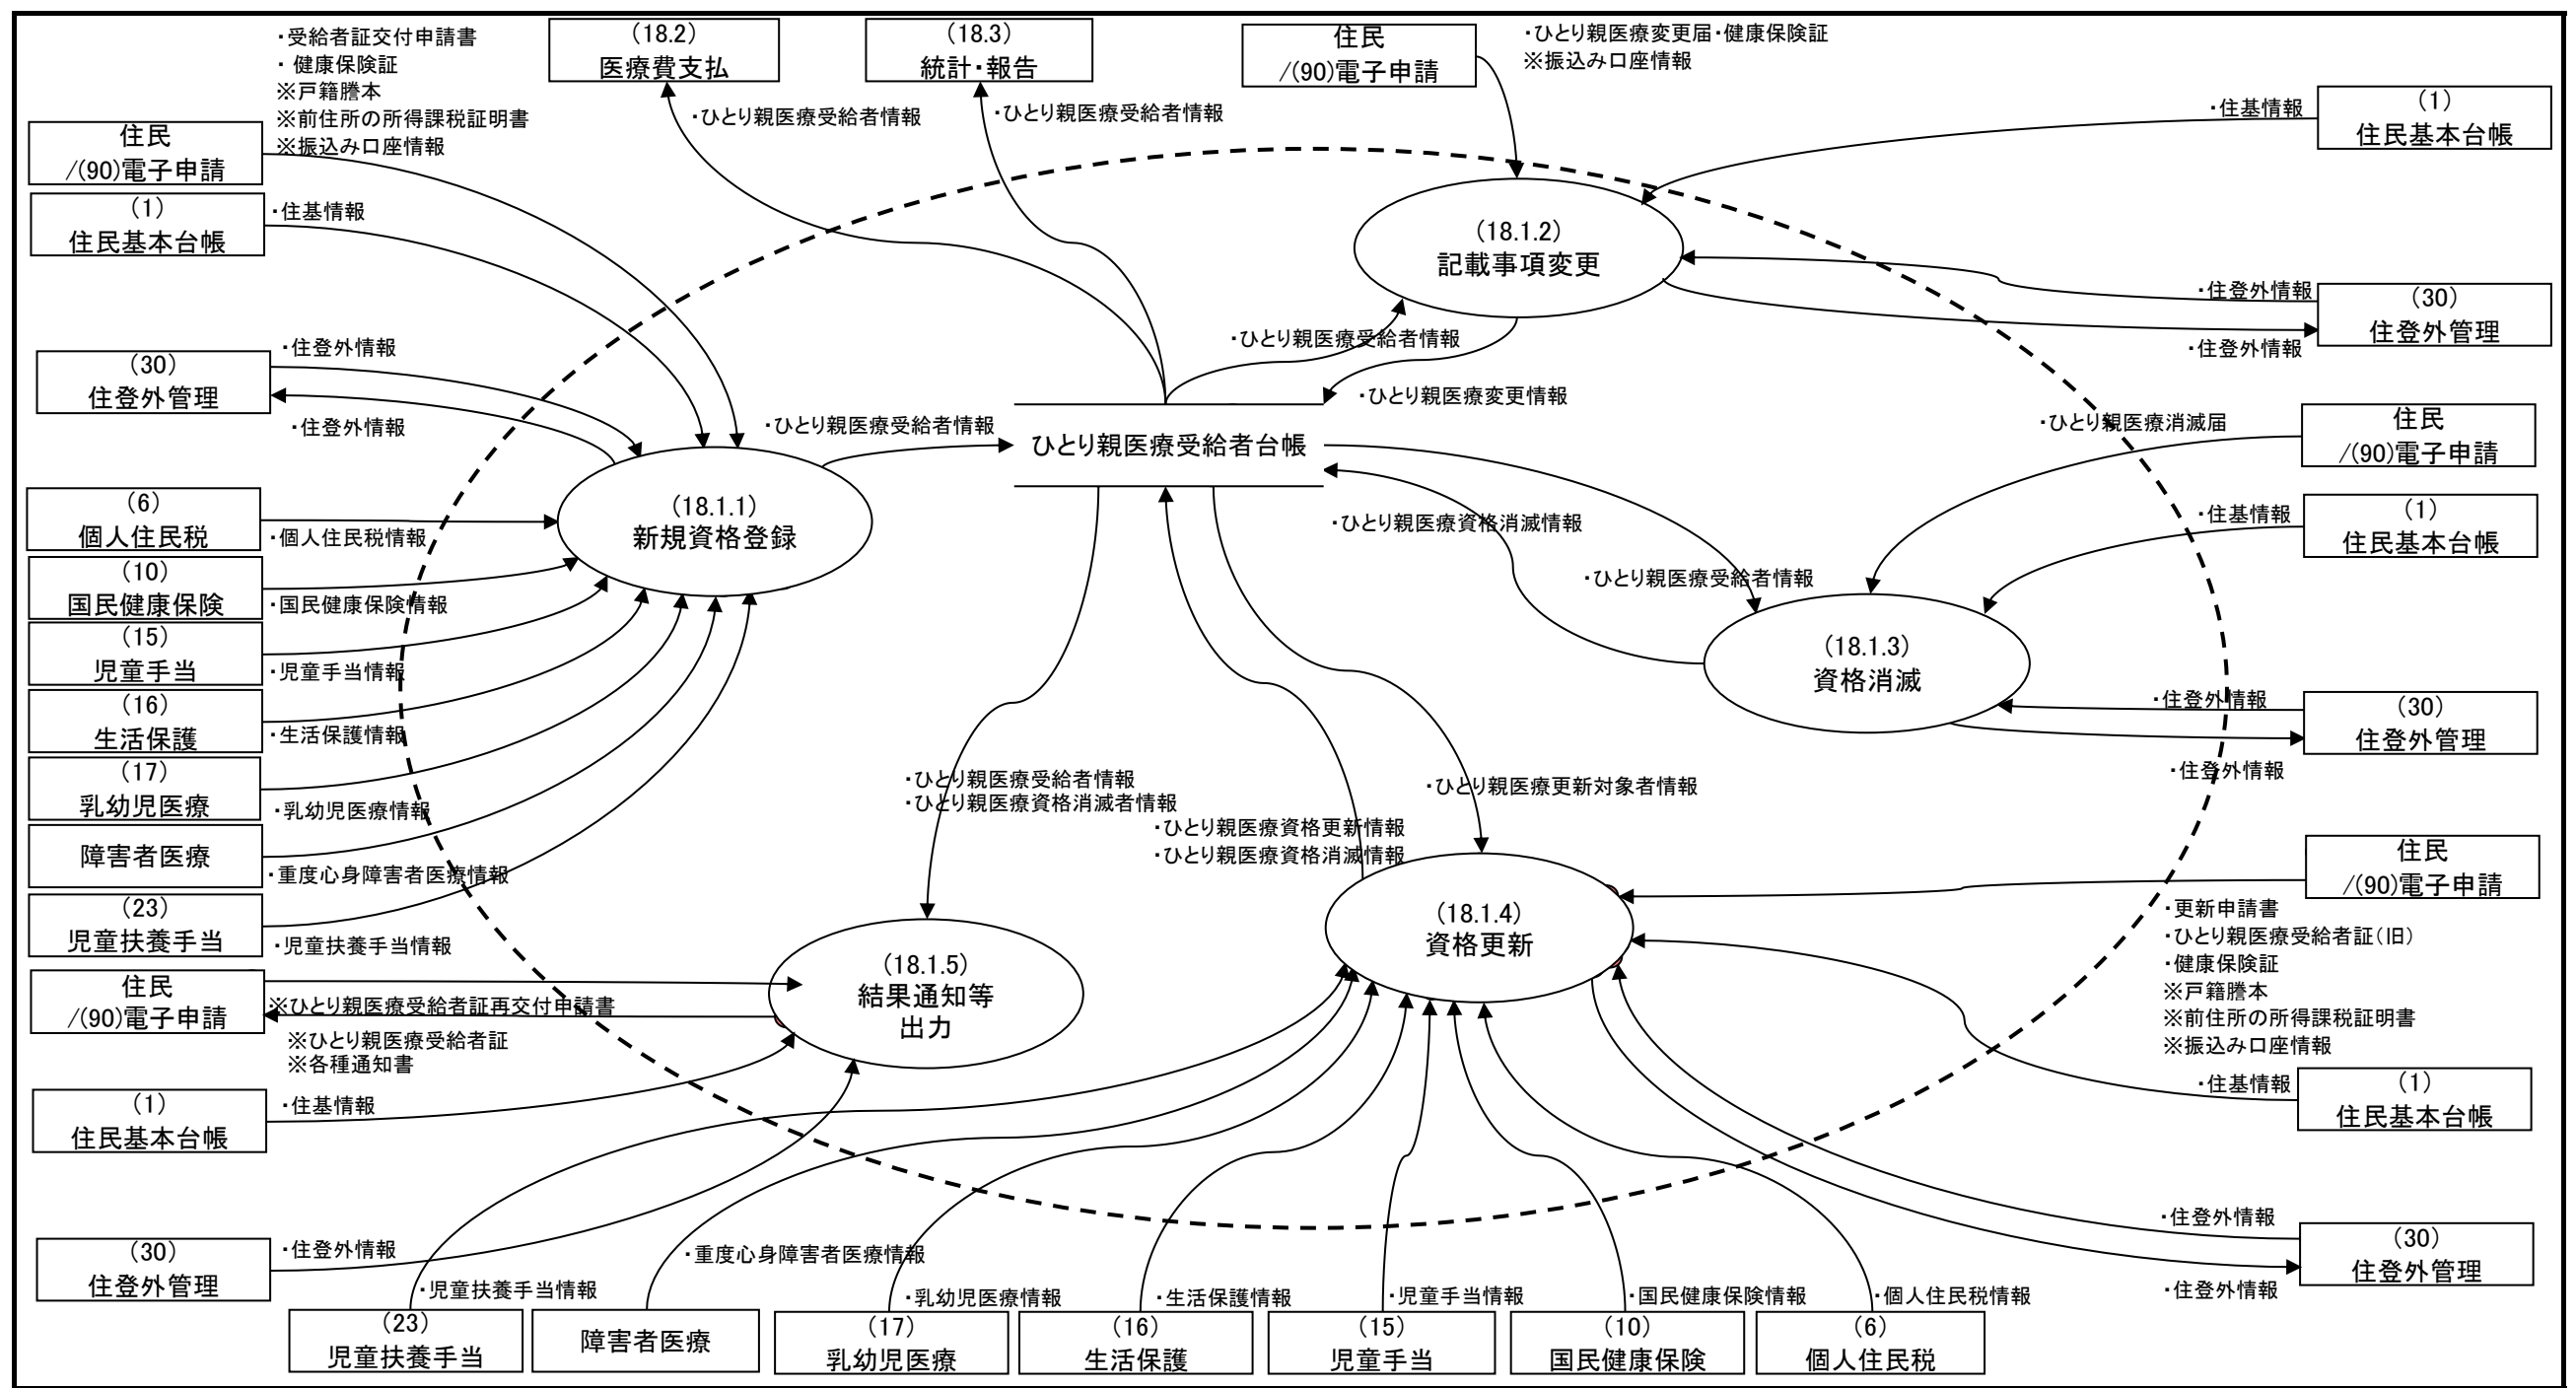 ・受給者証交付申請書
・ 健康保険証
※戸籍謄本
※前住所の所得課税証明書
※振込み口座情報
(18.2)
医療費支払
(18.3)
統計・報告
住民
/(90)電子申請
・ひとり親医療変更届・健康保険証
※振込み口座情報
・ひとり親医療受給者情報
・ひとり親医療受給者情報
・住基情報
(1)
住民基本台帳
住民
/(90)電子申請
(1)
住民基本台帳
・住基情報
(18.1.2)
記載事項変更
・住登外情報
(30)
住登外管理
・住登外情報
(30)
住登外管理
・住登外情報
・住登外情報
・ひとり親医療受給者情報
・ひとり親医療変更情報
・ひとり親医療受給者情報
ひとり親医療受給者台帳
・ひとり親医療消滅届
住民
/(90)電子申請
(6)
個人住民税
・個人住民税情報
(18.1.1)
新規資格登録
・ひとり親医療資格消滅情報
・住基情報
(1)
住民基本台帳
(10)
国民健康保険
・国民健康保険情報
・ひとり親医療受給者情報
(15)
児童手当
・児童手当情報
(18.1.3)
資格消滅
(16)
生活保護
・生活保護情報
・住登外情報
(30)
住登外管理
・住登外情報
(17)
乳幼児医療
・乳幼児医療情報
・ひとり親医療受給者情報
・ひとり親医療資格消滅者情報
・ひとり親医療更新対象者情報
・ひとり親医療資格更新情報
・ひとり親医療資格消滅情報
障害者医療
・重度心身障害者医療情報
住民
/(90)電子申請
(23)
児童扶養手当
・児童扶養手当情報
(18.1.4)
資格更新
・更新申請書
・ひとり親医療受給者証(旧)
・健康保険証
※戸籍謄本
※前住所の所得課税証明書
※振込み口座情報
住民
/(90)電子申請
※ひとり親医療受給者証再交付申請書
※ひとり親医療受給者証
※各種通知書
(18.1.5)
結果通知等
出力
(1)
住民基本台帳
・住基情報
・住基情報
(1)
住民基本台帳
(30)
住登外管理
・住登外情報
・住登外情報
(30)
住登外管理
・住登外情報
・児童扶養手当情報
・重度心身障害者医療情報
・乳幼児医療情報
・生活保護情報
・児童手当情報
・国民健康保険情報
・個人住民税情報
(23)
児童扶養手当
障害者医療
(17)
乳幼児医療
(16)
生活保護
(15)
児童手当
(10)
国民健康保険
(6)
個人住民税